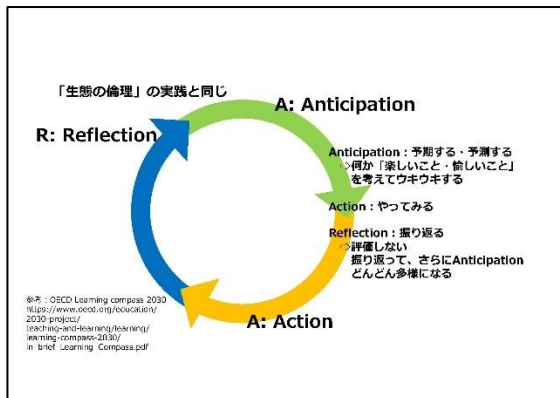 「生態の倫理」の実践と同じ
A: Anticipation
R: Reflection
Anticipation：予期する・予測する
⇨何か「楽しいこと・愉しいこと」
を考えてウキウキする
Action：やってみる
Reflection：振り返る
⇨評価しない
振り返って、さらにAnticipation
どんどん多様になる
参考：OECD Learning compass 2030
https://www.oecd.org/education/
2030-project/
teaching-and-learning/learning/
learning-compass-2030/
in_brief_Learning_Compass.pdf
A: Action